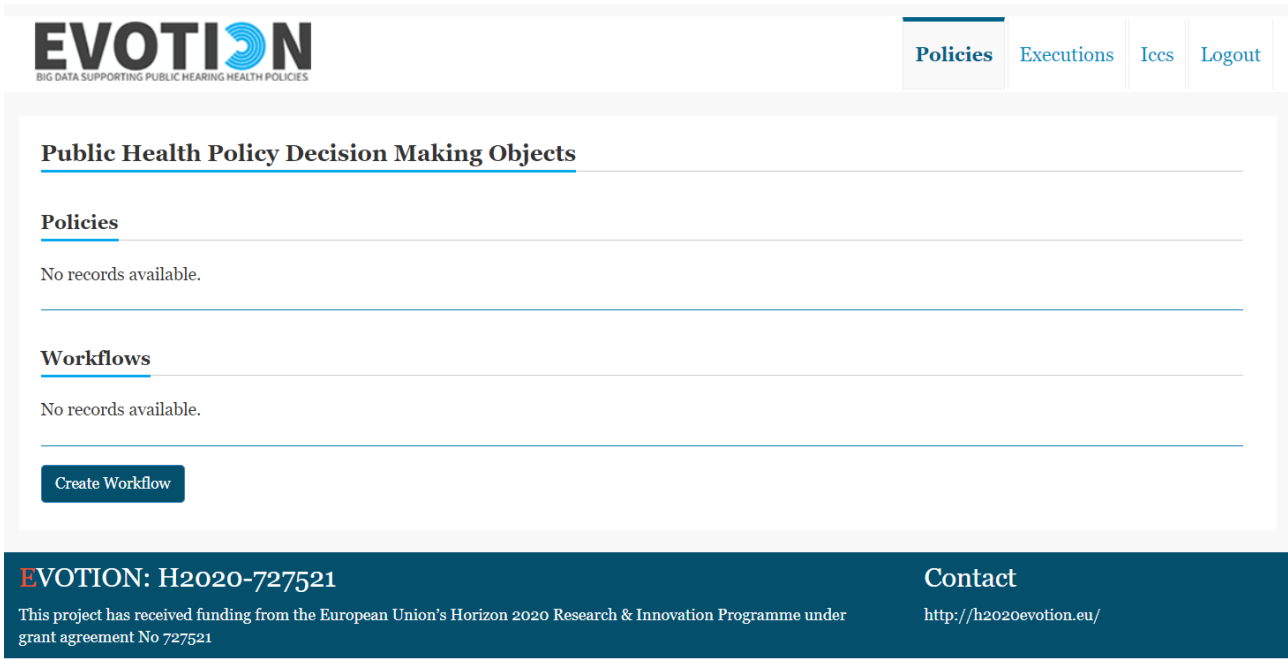 EVOTION
BIG DATA SUPPORTING PUBLIC HEARING HEALTH POLICIES
Policies Executions Iccs Logout
Public Health Policy Decision Making Objects
Policies
No records available.
Workflows
No records available.
Create Workflow
EVOTION: H2020-727521
This project has received funding from the European Union's Horizon 2020 Research & Innovation Programme under
grant agreement No 727521
Contact
http://h2020evotion.eu/